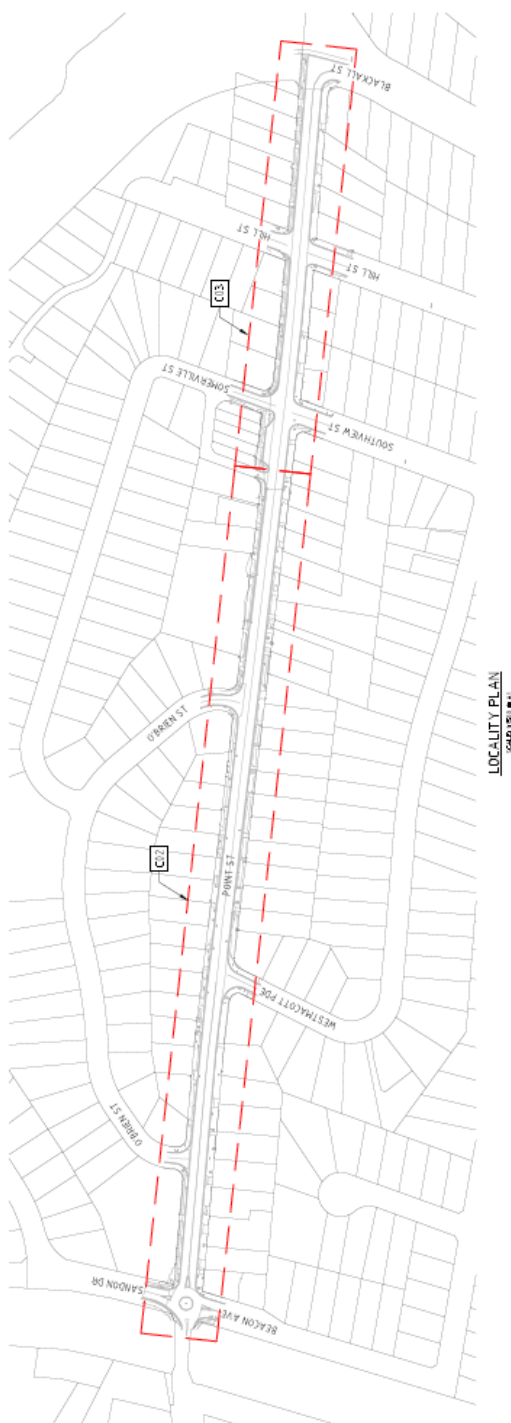 BLACKALL ST
HILL ST
HILL ST
C03
SOMERVILLE ST
SOUTHVIEW ST
O'BRIEN ST
C02
POINT ST
WESTMACOTT PDE
O'BRIEN ST
SANDON DR
BEACON AVE
LOCALITY PLAN